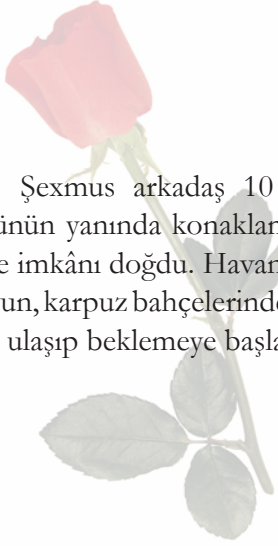 Şexmus arkadaş 10
ünün yanında konaklan
e imkânı doğdu. Havan
un, karpuz bahçelerinde
ulaşıp beklemeye başla